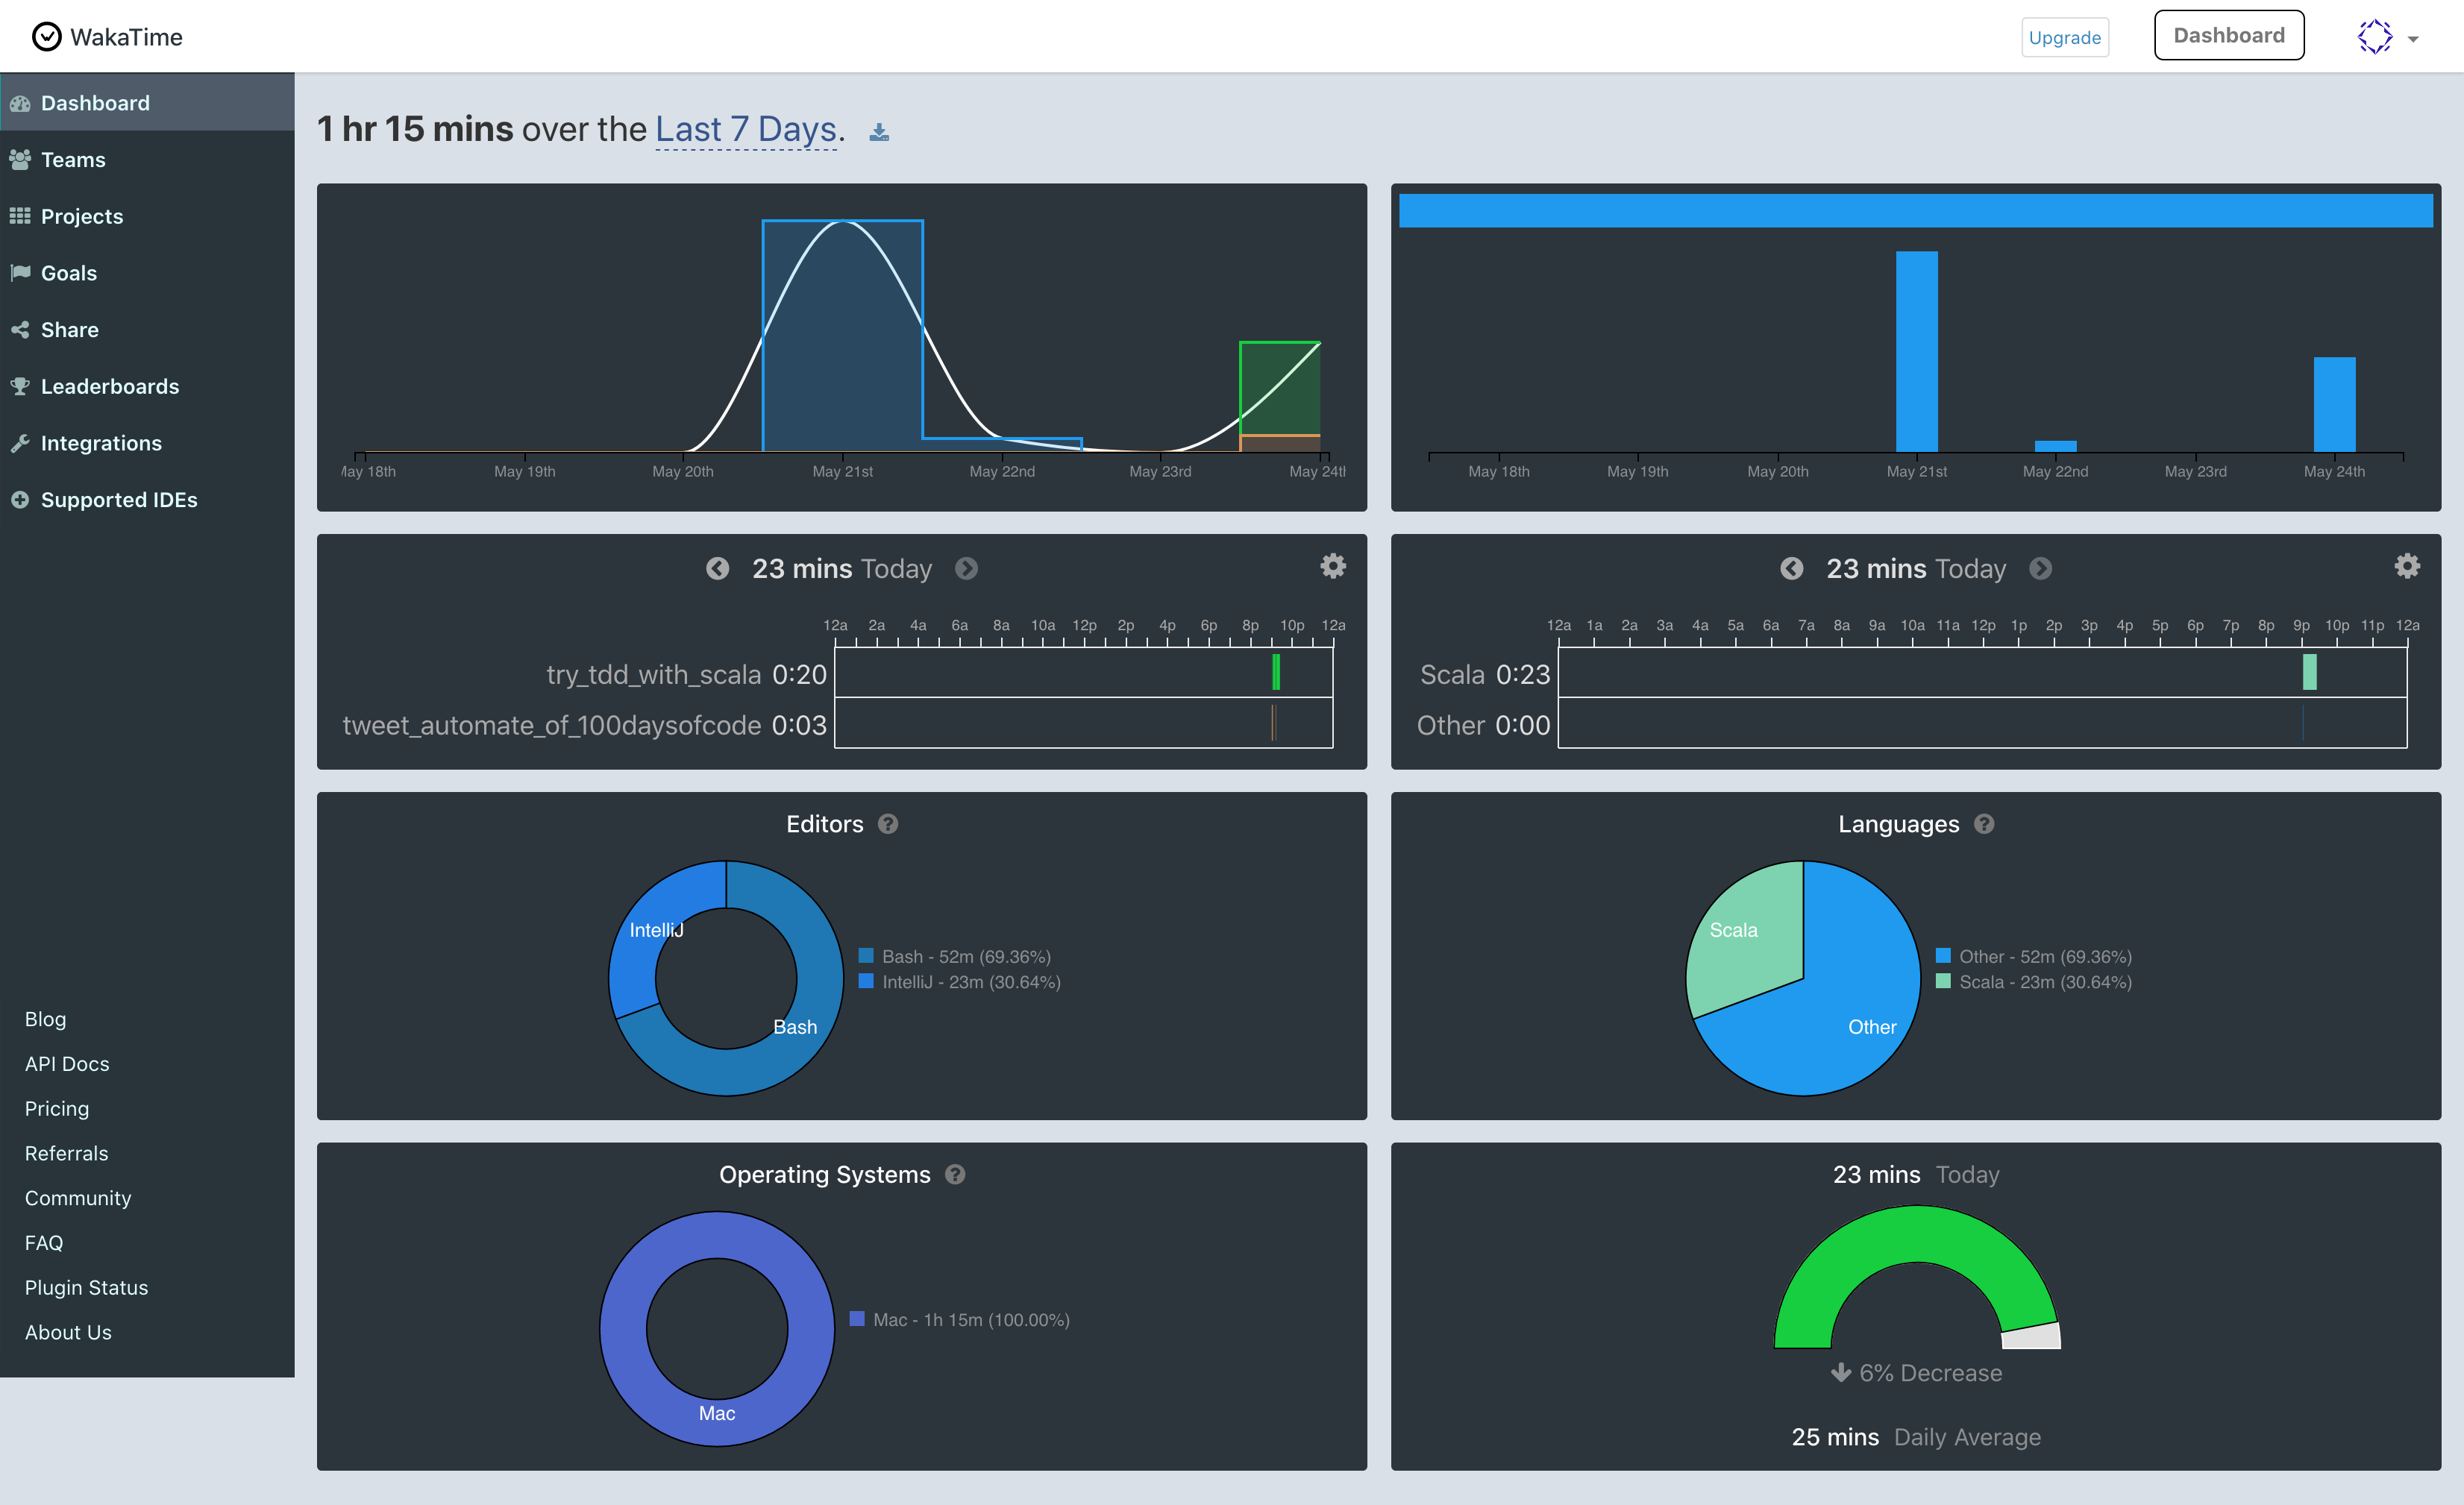 WakaTime
Upgrade
Dashboard
Dashboard
Teams
Projects
Goals
Share
Leaderboards
Integrations
Supported IDEs
Blog
API Docs
Pricing
Referrals
Community
FAQ
Plugin Status
About Us
1 hr 15 mins over the Last 7 Days.
May 18th May 19th May 20th May 21st May 22nd May 23rd May 24th
May 18th May 19th May 20th May 21st May 22nd May 23rd May 24th
23 mins Today
12a 2a 4a 6a 8a 10a 12p 2p 4p 6p 8p 10p 12a
try_tdd_with_scala 0:20
tweet_automate_of_100daysofcode 0:03
23 mins Today
12a 1a 2a 3a 4a 5a 6a 7a 8a 9a 10a 11a 12p 1p 2p 3p 4p 5p 6p 7p 8p 9p 10p 11p 12a
Scala 0:23
Other 0:00
Editors ?
IntelliJ
Bash
Bash - 52m (69.36%)
IntelliJ - 23m (30.64%)
Languages ?
Scala
Other
Other - 52m (69.36%)
Scala - 23m (30.64%)
Operating Systems ?
Mac
Mac - 1h 15m (100.00%)
23 mins Today
6% Decrease
25 mins Daily Average